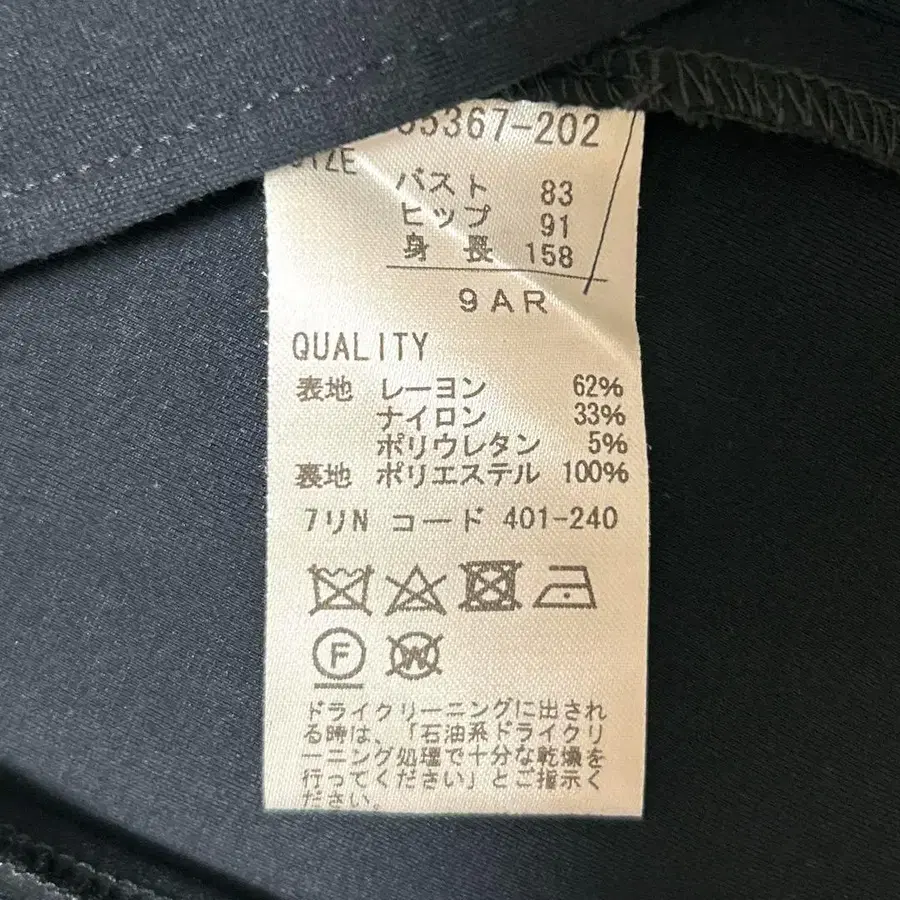 5367-202
SIZE
バスト 83
ヒップ 91
身長 158
9AR
QUALITY
表地 レーヨン 62%
ナイロン 33%
ポリウレタン 5%
裏地 ポリエステル 100%
7リN コード 401-240
F W
ドライクリーニングに出され
る時は、「石油系ドライクリ
ーニング処理で十分な乾燥を
行ってください」とご指示く
ださい。